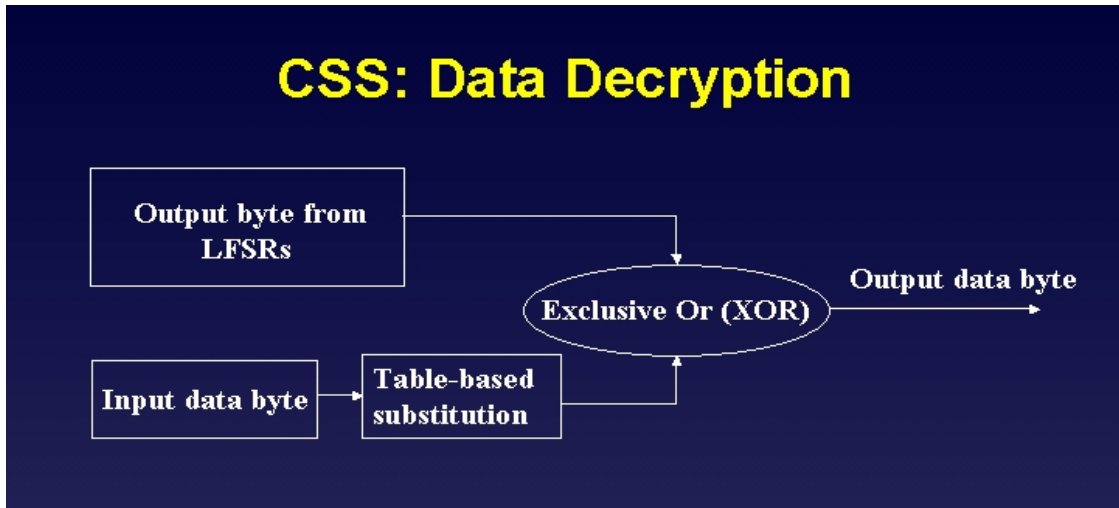 CSS: Data Decryption
Output byte from
LFSRs
Exclusive Or (XOR)
Output data byte
Input data byte
Table-based
substitution